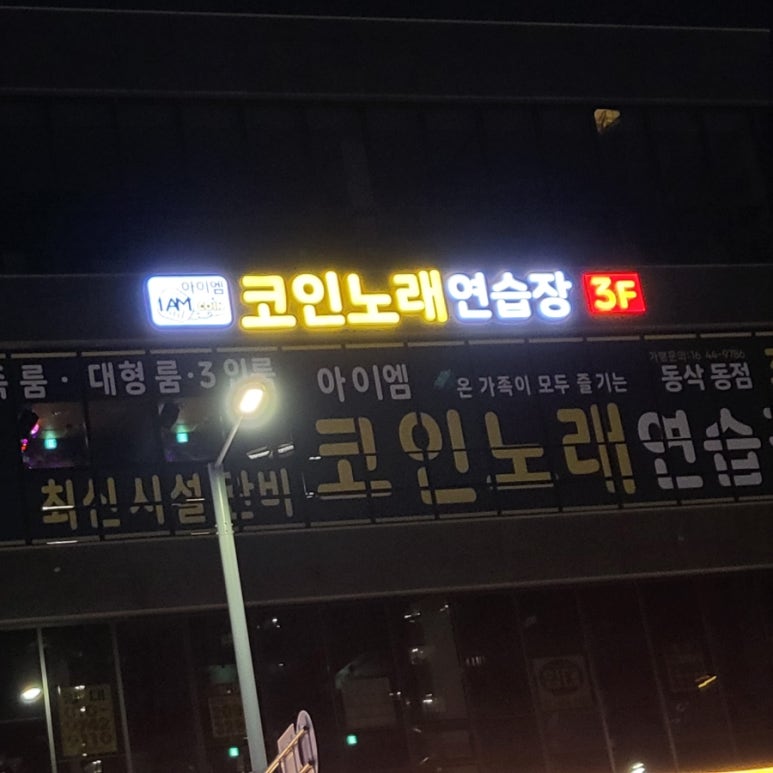 아이엠
I AM coin
코인노래연습장 3F
룸 · 대형룸 · 3인룸
아이엠 온 가족이 모두 즐기는 동삭동점
최신시설완비
코인노래연습